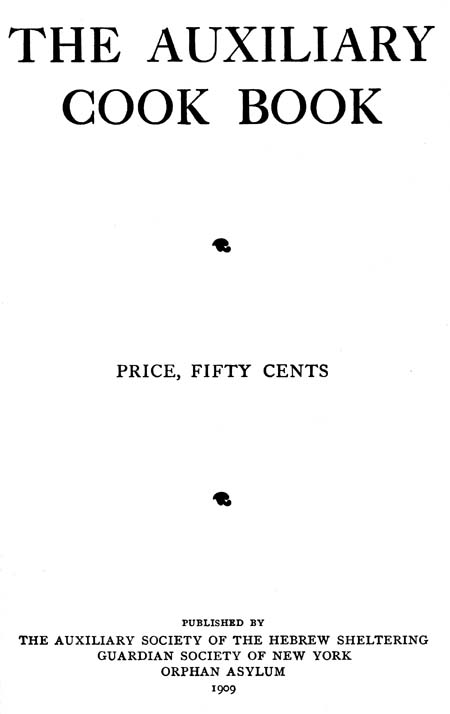 THE AUXILIARY
COOK BOOK
PRICE, FIFTY CENTS
PUBLISHED BY
THE AUXILIARY SOCIETY OF THE HEBREW SHELTERING
GUARDIAN SOCIETY OF NEW YORK
ORPHAN ASYLUM
1909